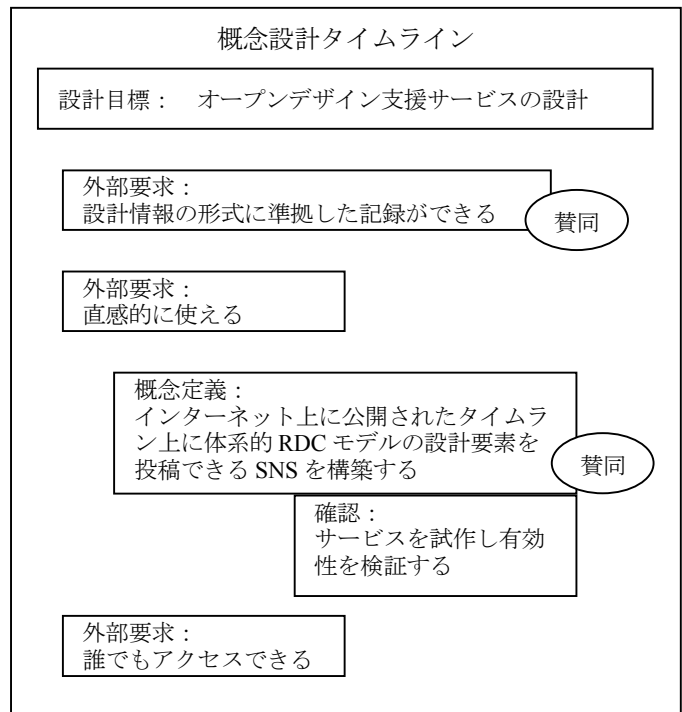 概念設計タイムライン
設計目標： オープンデザイン支援サービスの設計
外部要求：
設計情報の形式に準拠した記録ができる
賛同
外部要求：
直感的に使える
概念定義：
インターネット上に公開されたタイムラ
ン上に体系的 RDC モデルの設計要素を
投稿できる SNS を構築する
賛同
確認：
サービスを試作し有効
性を検証する
外部要求：
誰でもアクセスできる